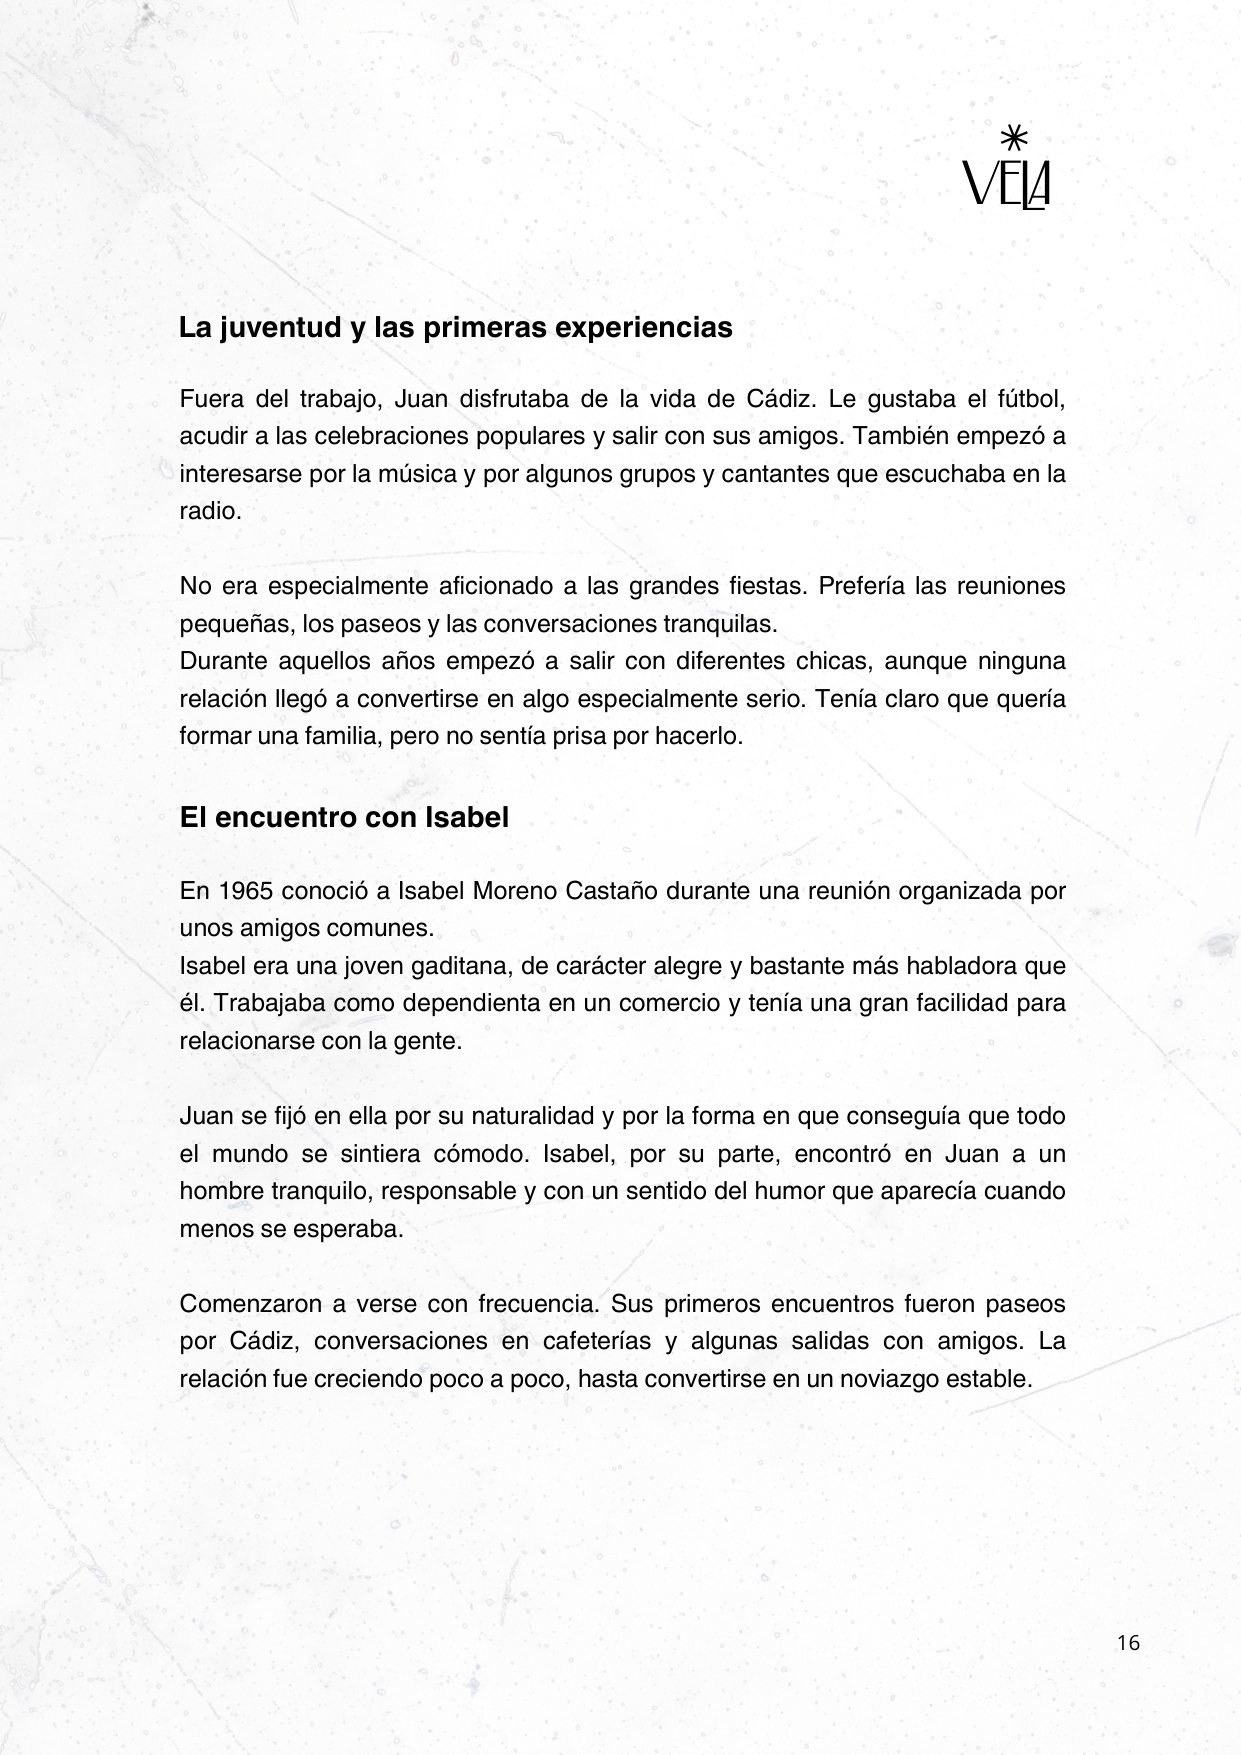 VELA
La juventud y las primeras experiencias
Fuera del trabajo, Juan disfrutaba de la vida de Cádiz. Le gustaba el fútbol,
acudir a las celebraciones populares y salir con sus amigos. También empezó a
interesarse por la música y por algunos grupos y cantantes que escuchaba en la
radio.
No era especialmente aficionado a las grandes fiestas. Prefería las reuniones
pequeñas, los paseos y las conversaciones tranquilas.
Durante aquellos años empezó a salir con diferentes chicas, aunque ninguna
relación llegó a convertirse en algo especialmente serio. Tenía claro que quería
formar una familia, pero no sentía prisa por hacerlo.
El encuentro con Isabel
En 1965 conoció a Isabel Moreno Castaño durante una reunión organizada por
unos amigos comunes.
Isabel era una joven gaditana, de carácter alegre y bastante más habladora que
él. Trabajaba como dependienta en un comercio y tenía una gran facilidad para
relacionarse con la gente.
Juan se fijó en ella por su naturalidad y por la forma en que conseguía que todo
el mundo se sintiera cómodo. Isabel, por su parte, encontró en Juan a un
hombre tranquilo, responsable y con un sentido del humor que aparecía cuando
menos se esperaba.
Comenzaron a verse con frecuencia. Sus primeros encuentros fueron paseos
por Cádiz, conversaciones en cafeterías y algunas salidas con amigos. La
relación fue creciendo poco a poco, hasta convertirse en un noviazgo estable.
16